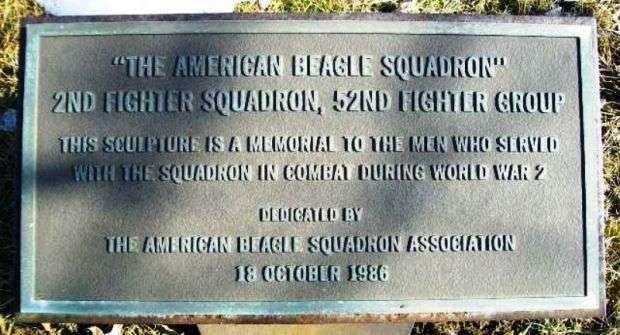 "THE AMERICAN BEAGLE SQUADRON"
2ND FIGHTER SQUADRON, 52ND FIGHTER GROUP
THIS SCULPTURE IS A MEMORIAL TO THE MEN WHO SERVED
WITH THE SQUADRON IN COMBAT DURING WORLD WAR 2
DEDICATED BY
THE AMERICAN BEAGLE SQUADRON ASSOCIATION
18 OCTOBER 1986